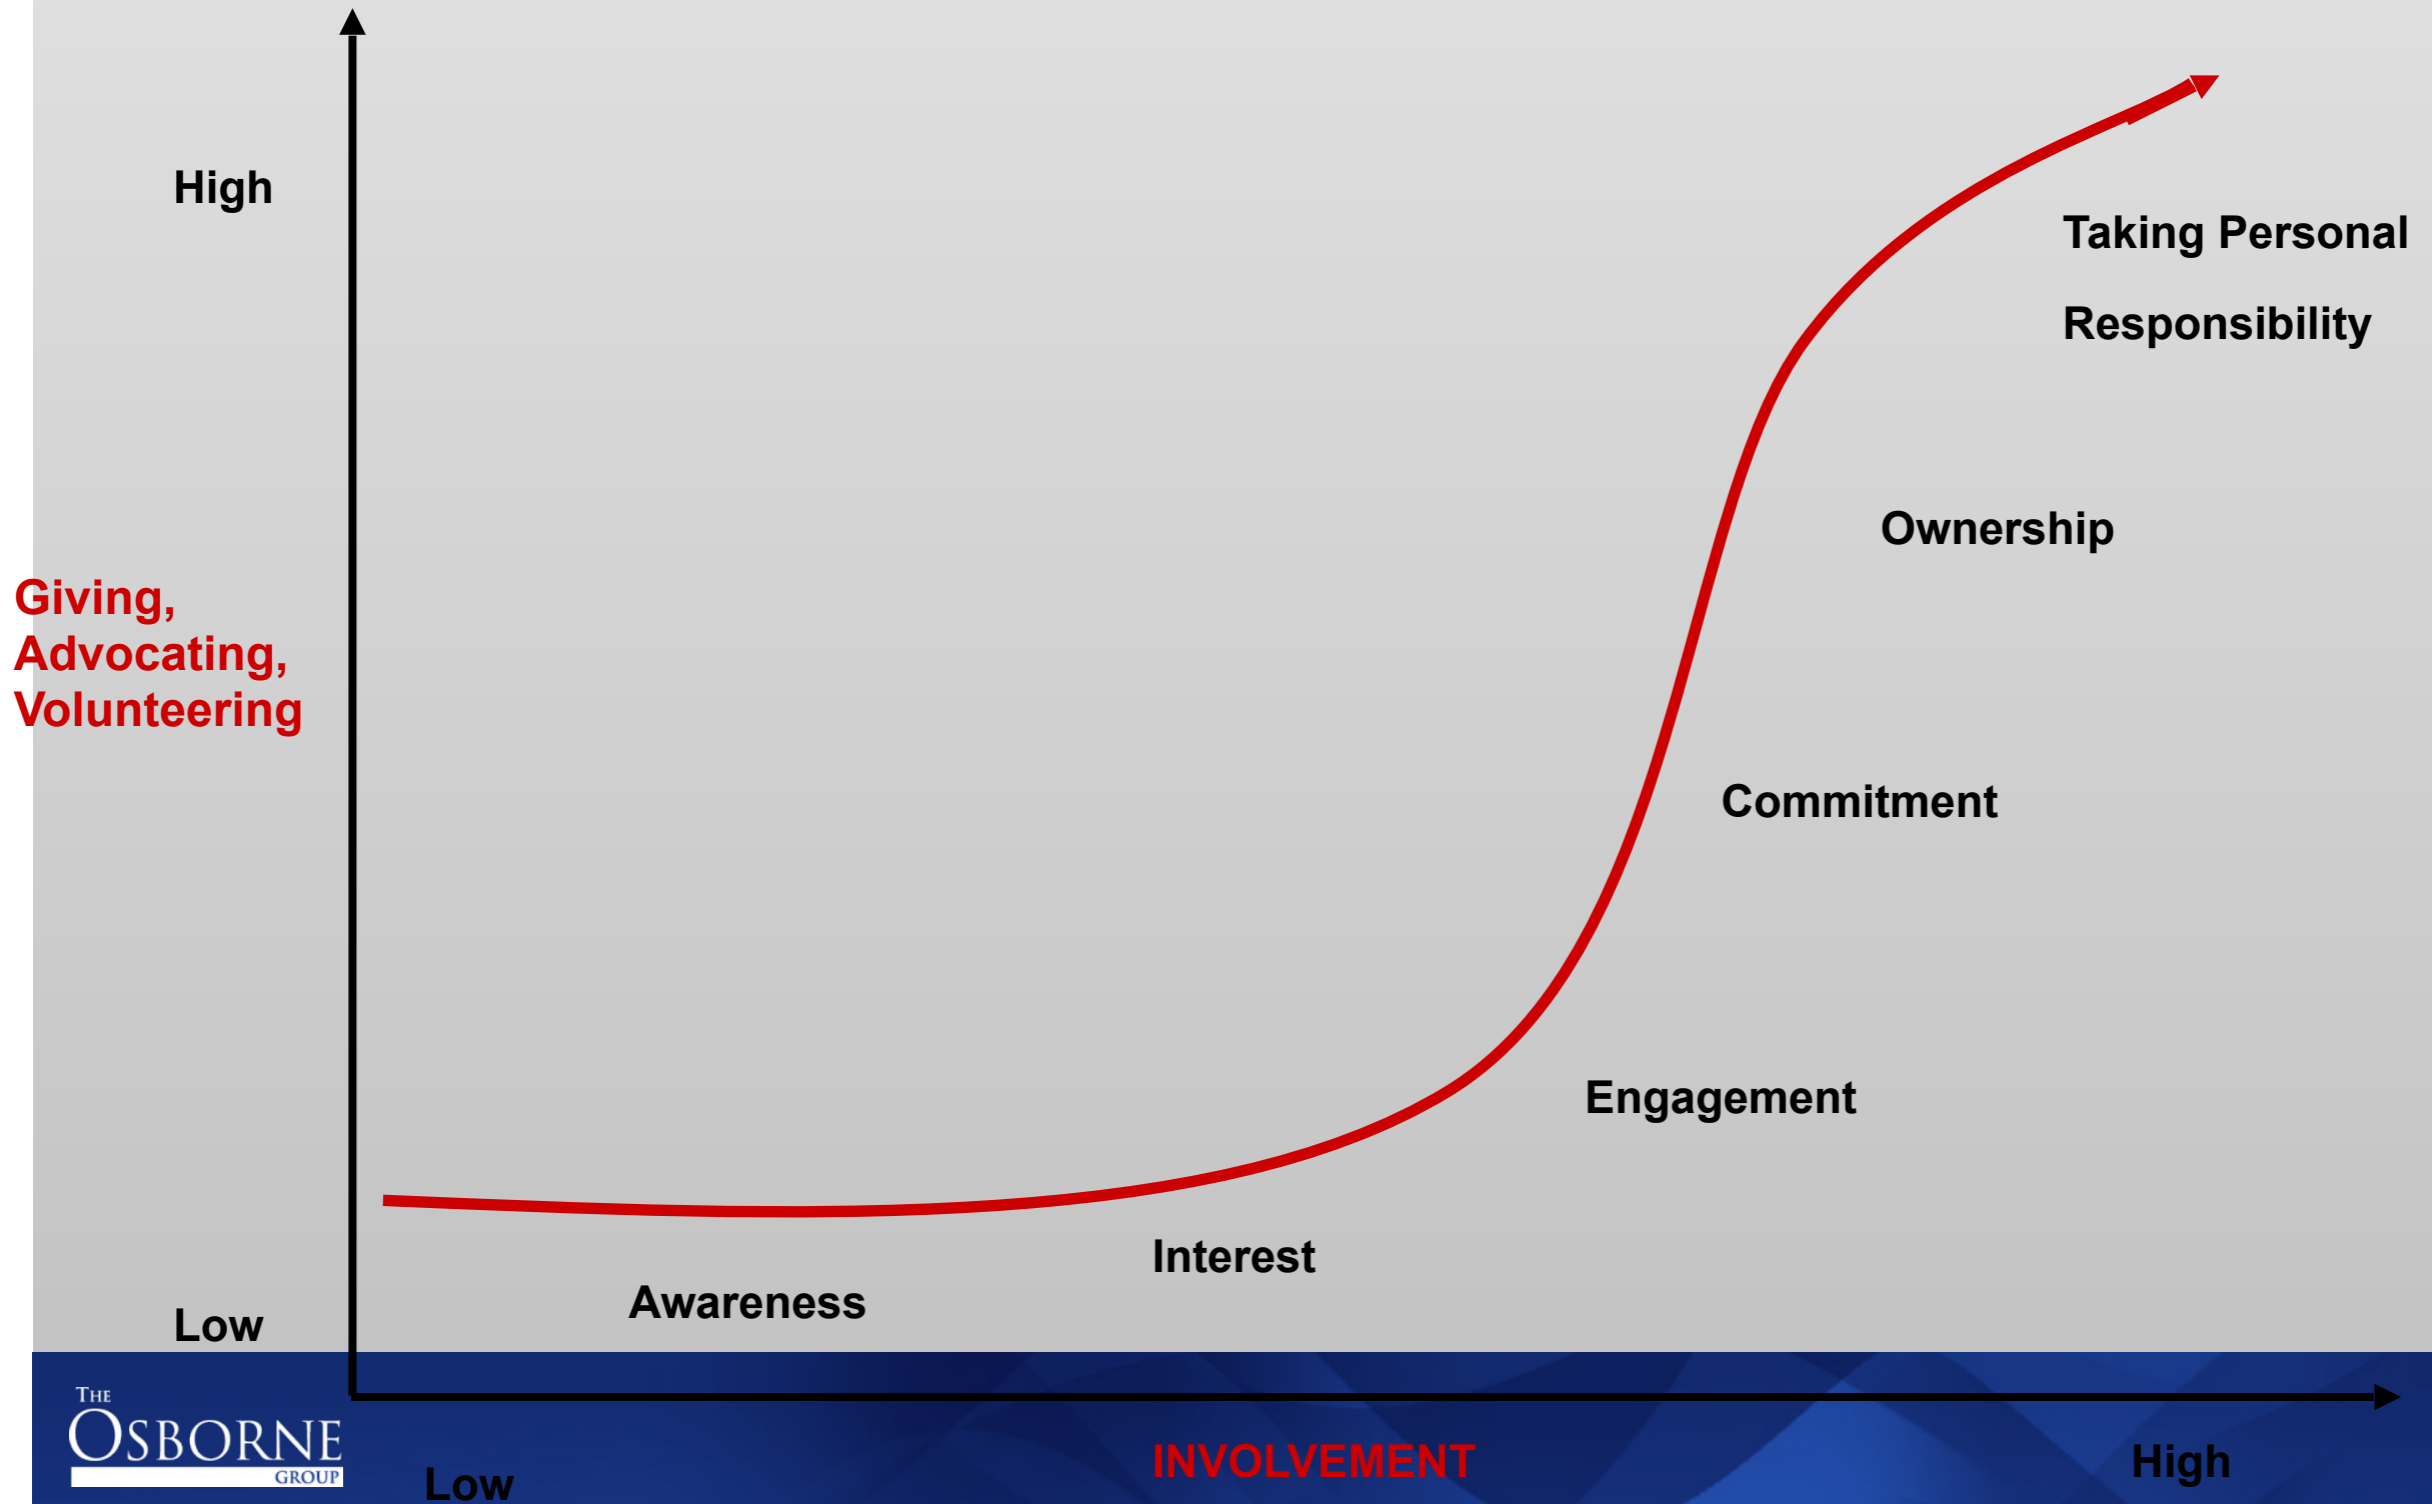 High
Taking Personal
Responsibility
Ownership
Giving,
Advocating,
Volunteering
Commitment
Engagement
Interest
Awareness
Low
THE
OSBORNE
GROUP
INVOLVEMENT
High
Low